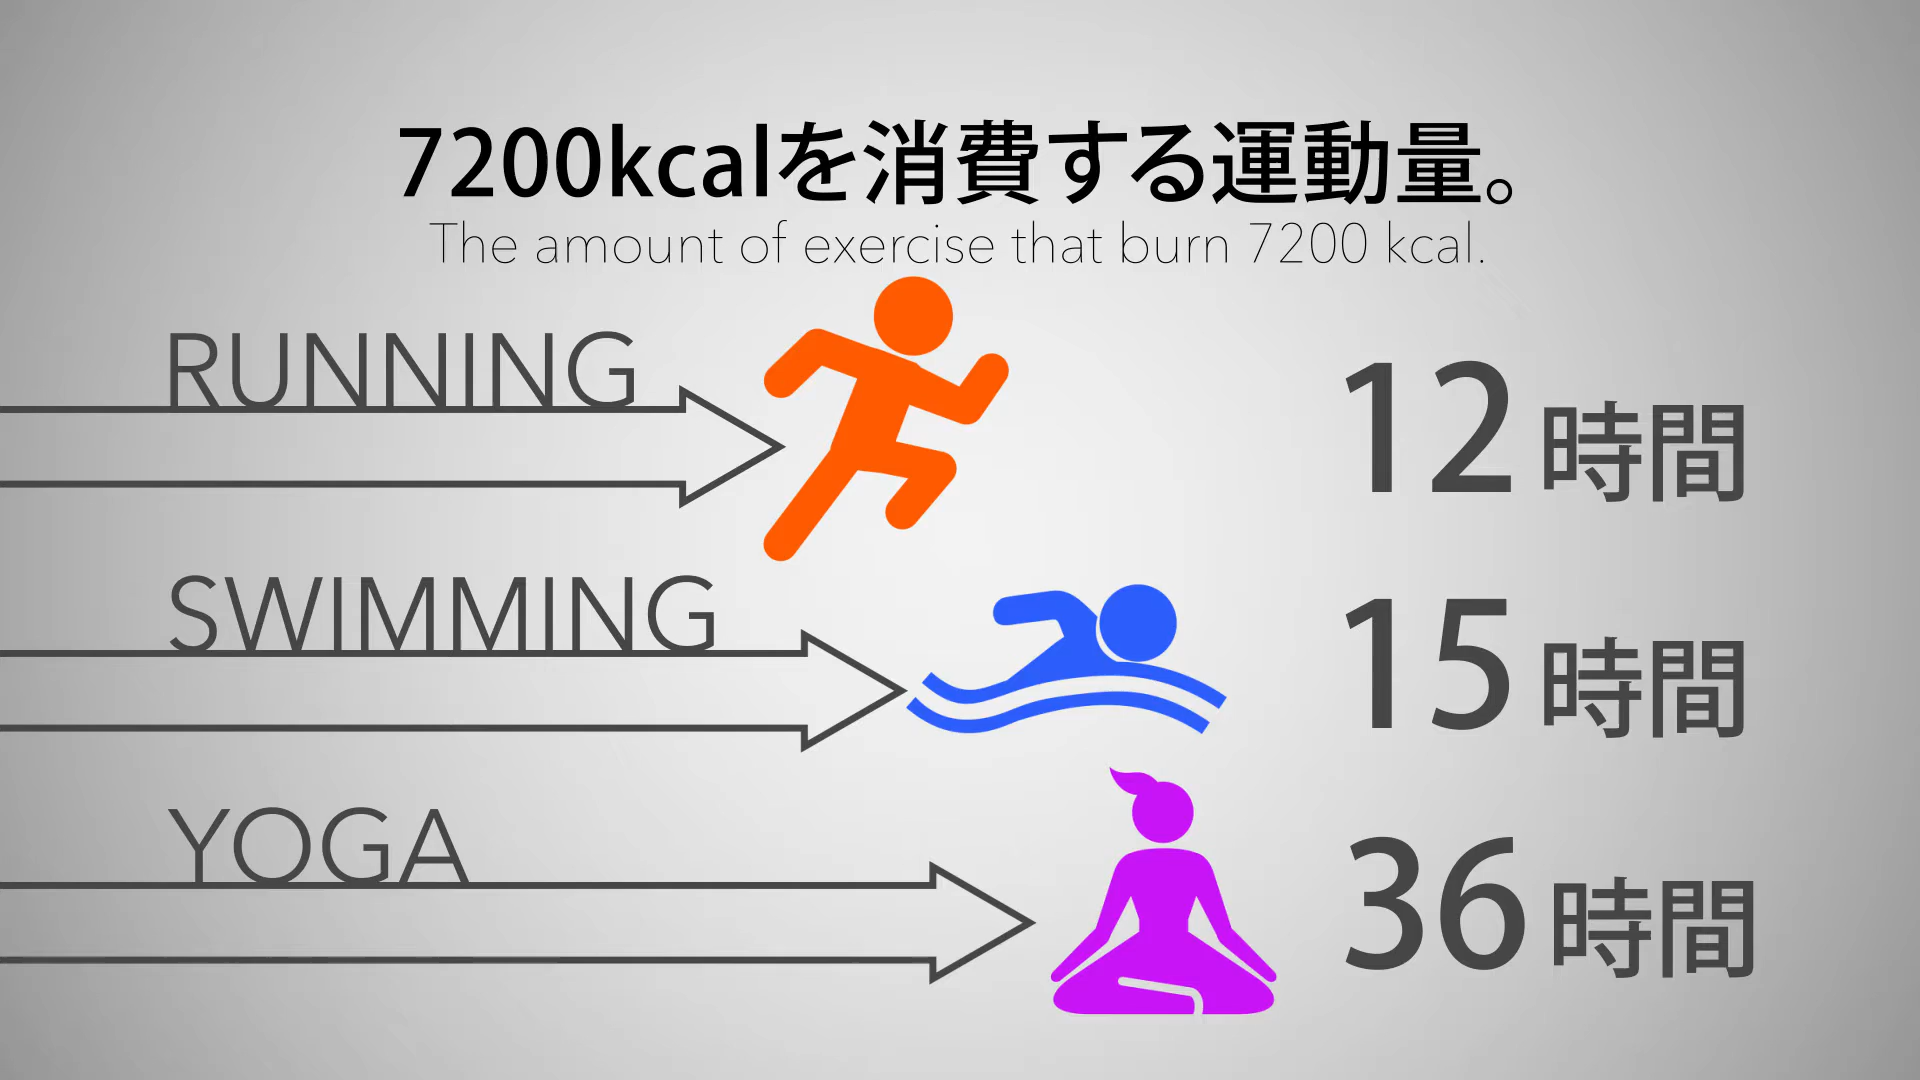 7200kcalを消費する運動量。
The amount of exercise that burn 7200 kcal.
RUNNING
12時間
SWIMMING
15時間
YOGA
36時間